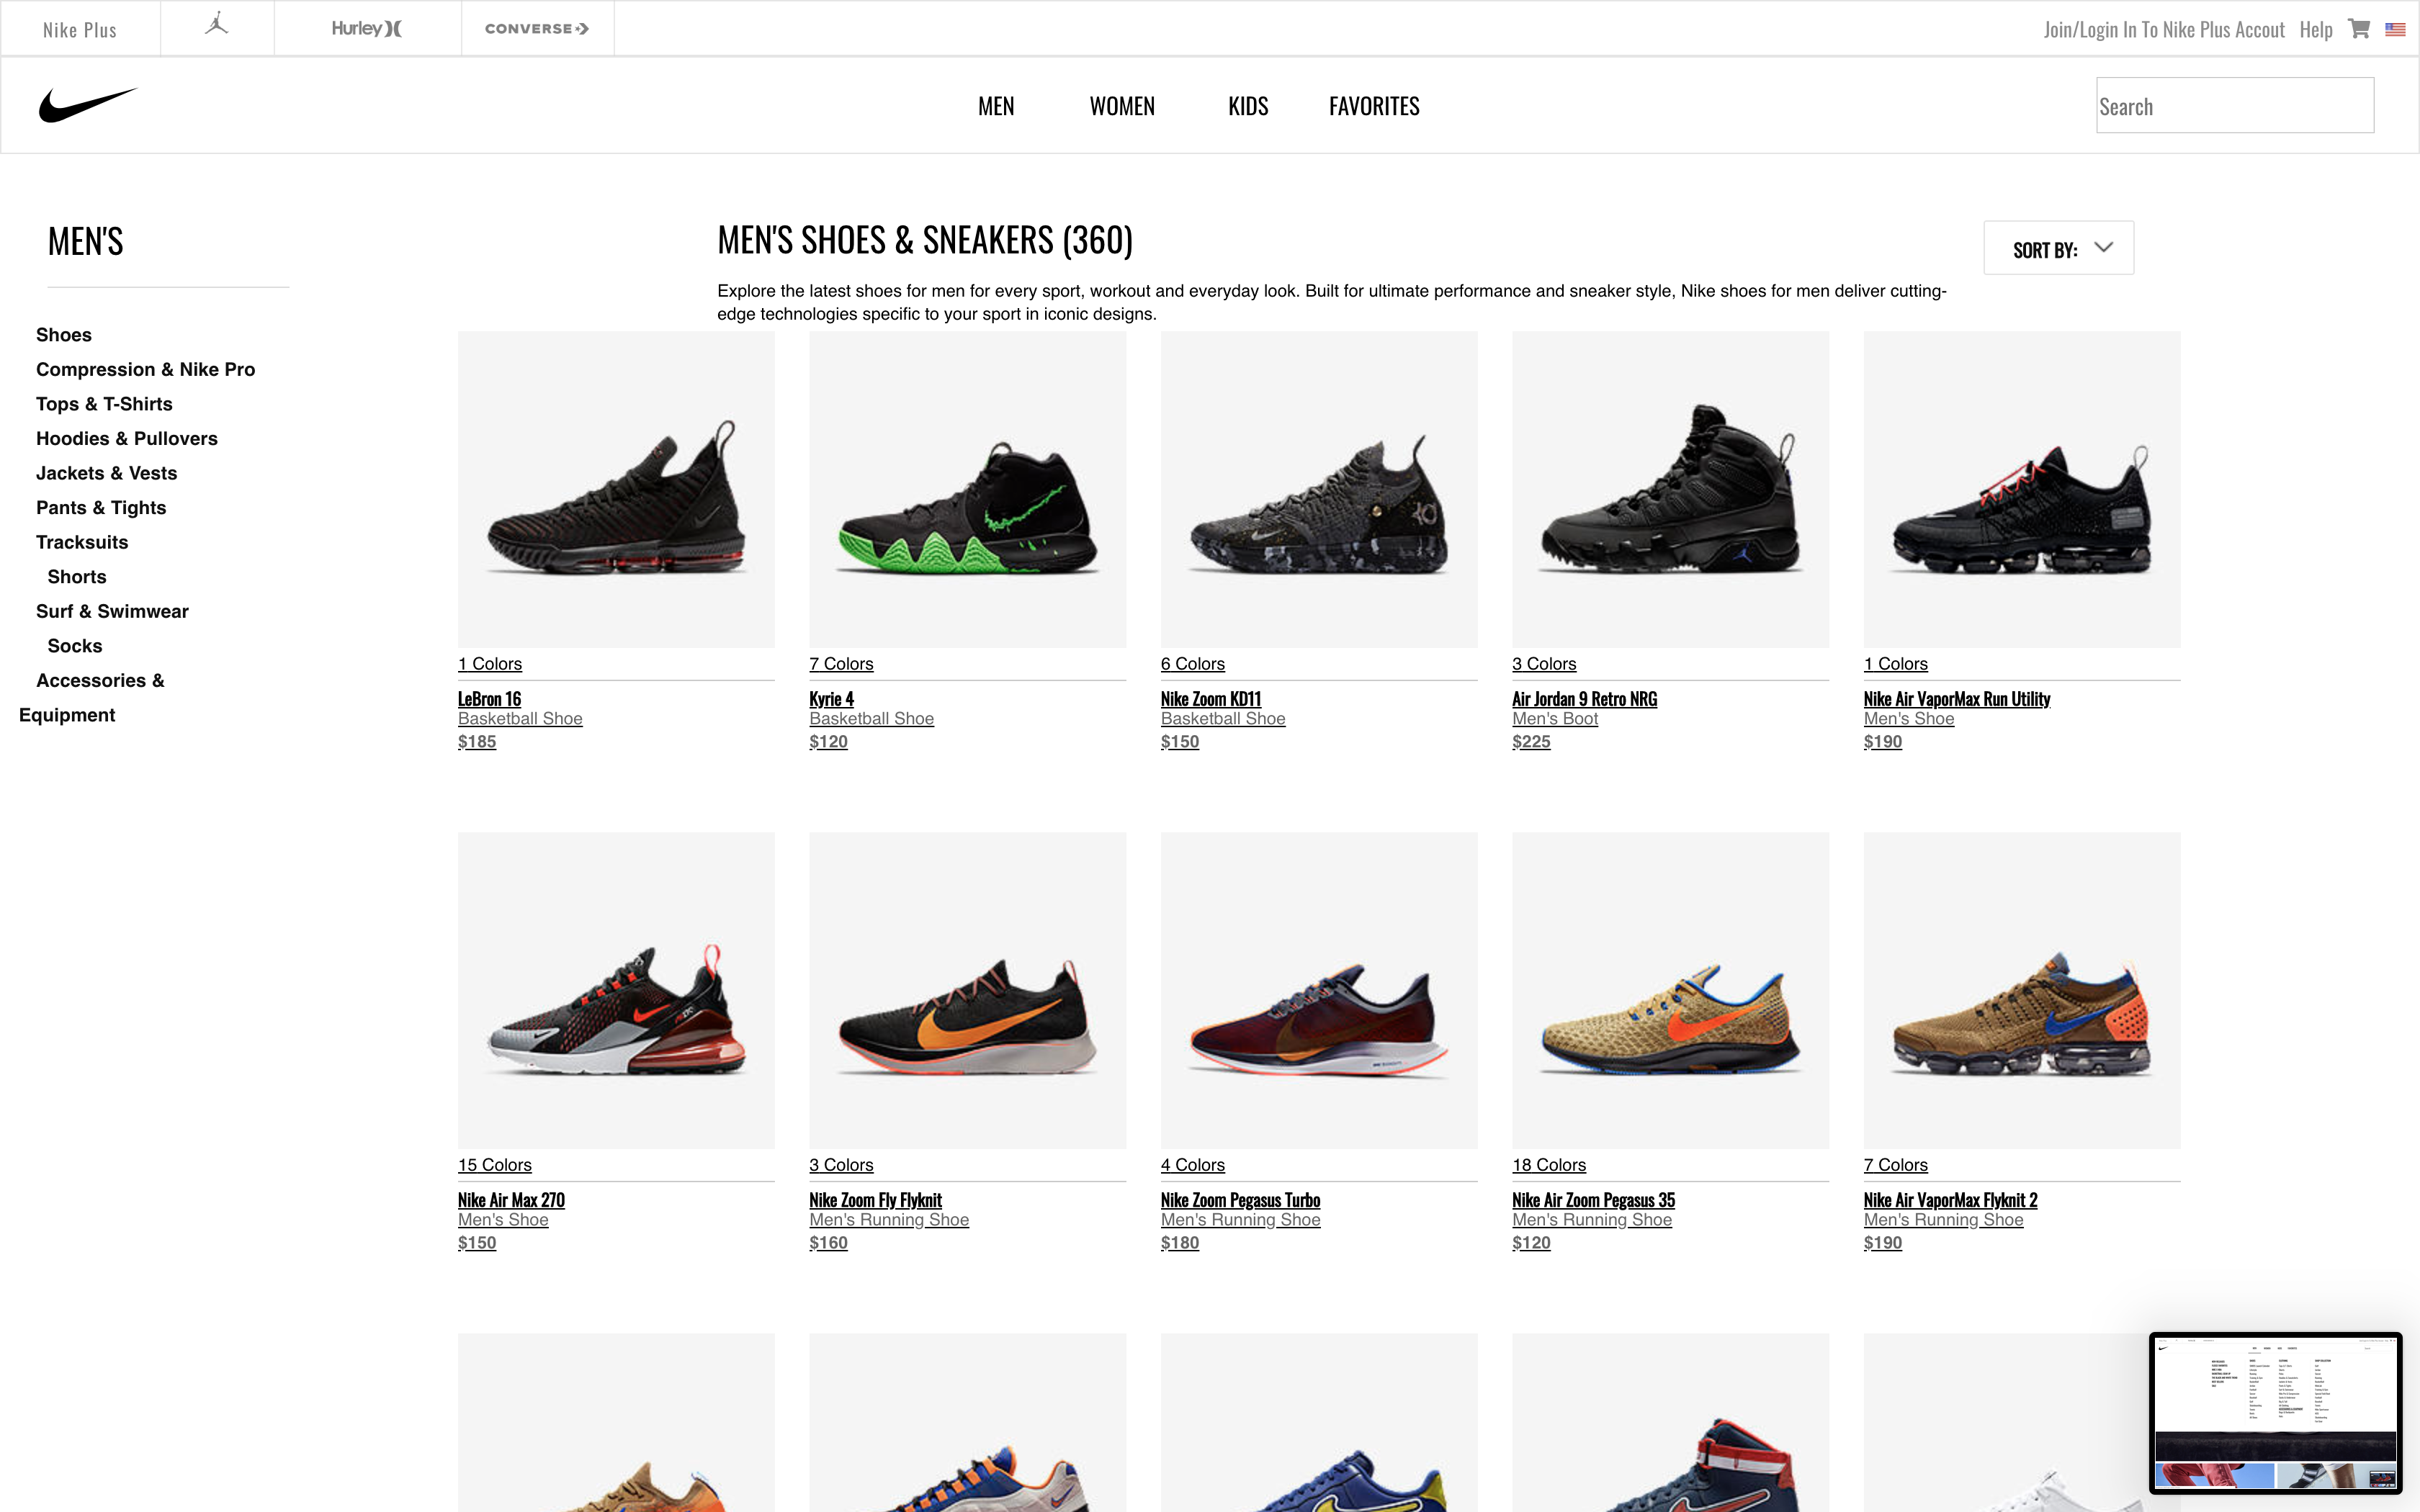 Nike Plus
Hurley
CONVERSE
Join/Login In To Nike Plus Accout Help
MEN WOMEN KIDS FAVORITES
Search
MEN'S
Shoes
Compression & Nike Pro
Tops & T-Shirts
Hoodies & Pullovers
Jackets & Vests
Pants & Tights
Tracksuits
Shorts
Surf & Swimwear
Socks
Accessories &
Equipment
MEN'S SHOES & SNEAKERS (360)
SORT BY:
Explore the latest shoes for men for every sport, workout and everyday look. Built for ultimate performance and sneaker style, Nike shoes for men deliver cutting-
edge technologies specific to your sport in iconic designs.
1 Colors
LeBron 16
Basketball Shoe
$185
7 Colors
Kyrie 4
Basketball Shoe
$120
6 Colors
Nike Zoom KD11
Basketball Shoe
$150
3 Colors
Air Jordan 9 Retro NRG
Men's Boot
$225
1 Colors
Nike Air VaporMax Run Utility
Men's Shoe
$190
15 Colors
Nike Air Max 270
Men's Shoe
$150
3 Colors
Nike Zoom Fly Flyknit
Men's Running Shoe
$160
4 Colors
Nike Zoom Pegasus Turbo
Men's Running Shoe
$180
18 Colors
Nike Air Zoom Pegasus 35
Men's Running Shoe
$120
7 Colors
Nike Air VaporMax Flyknit 2
Men's Running Shoe
$190